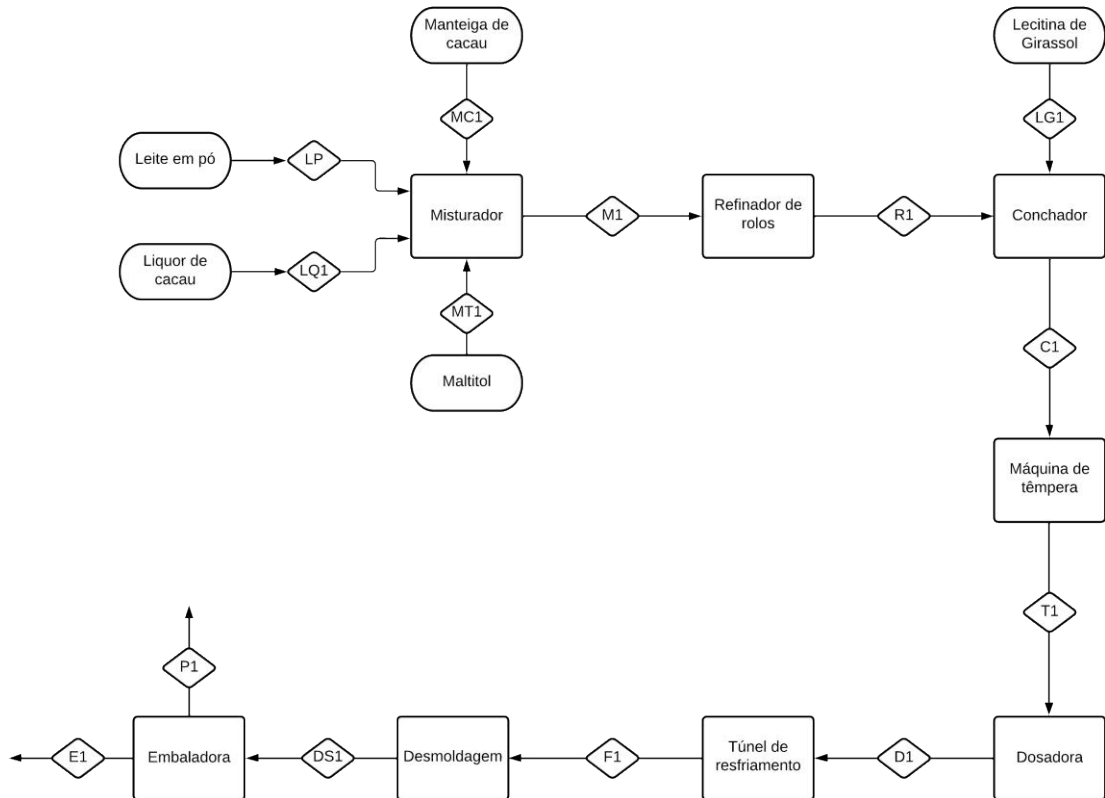 Manteiga de
cacau
Lecitina de
Girassol
MC1
LG1
Leite em pó
LP
Misturador
M1
Refinador de
rolos
R1
Conchador
Liquor de
cacau
LQ1
MT1
C1
Maltitol
Máquina de
têmpera
T1
P1
E1
Embaladora
DS1
Desmoldagem
F1
Túnel de
resfriamento
D1
Dosadora